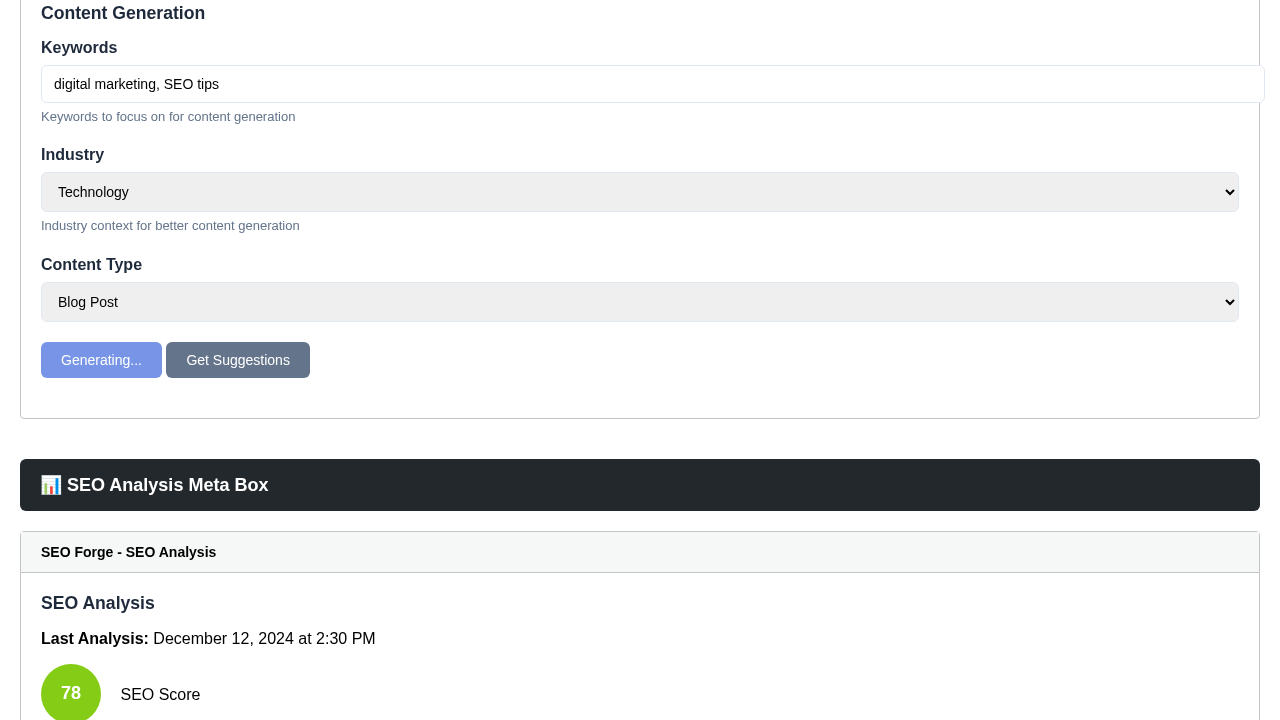 Content Generation
Keywords
digital marketing, SEO tips
Keywords to focus on for content generation
Industry
Technology
Industry context for better content generation
Content Type
Blog Post
Generating... Get Suggestions
📊 SEO Analysis Meta Box
SEO Forge - SEO Analysis
SEO Analysis
Last Analysis: December 12, 2024 at 2:30 PM
78 SEO Score